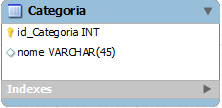 Categoria
id_Categoria INT
nome VARCHAR(45)
Indexes